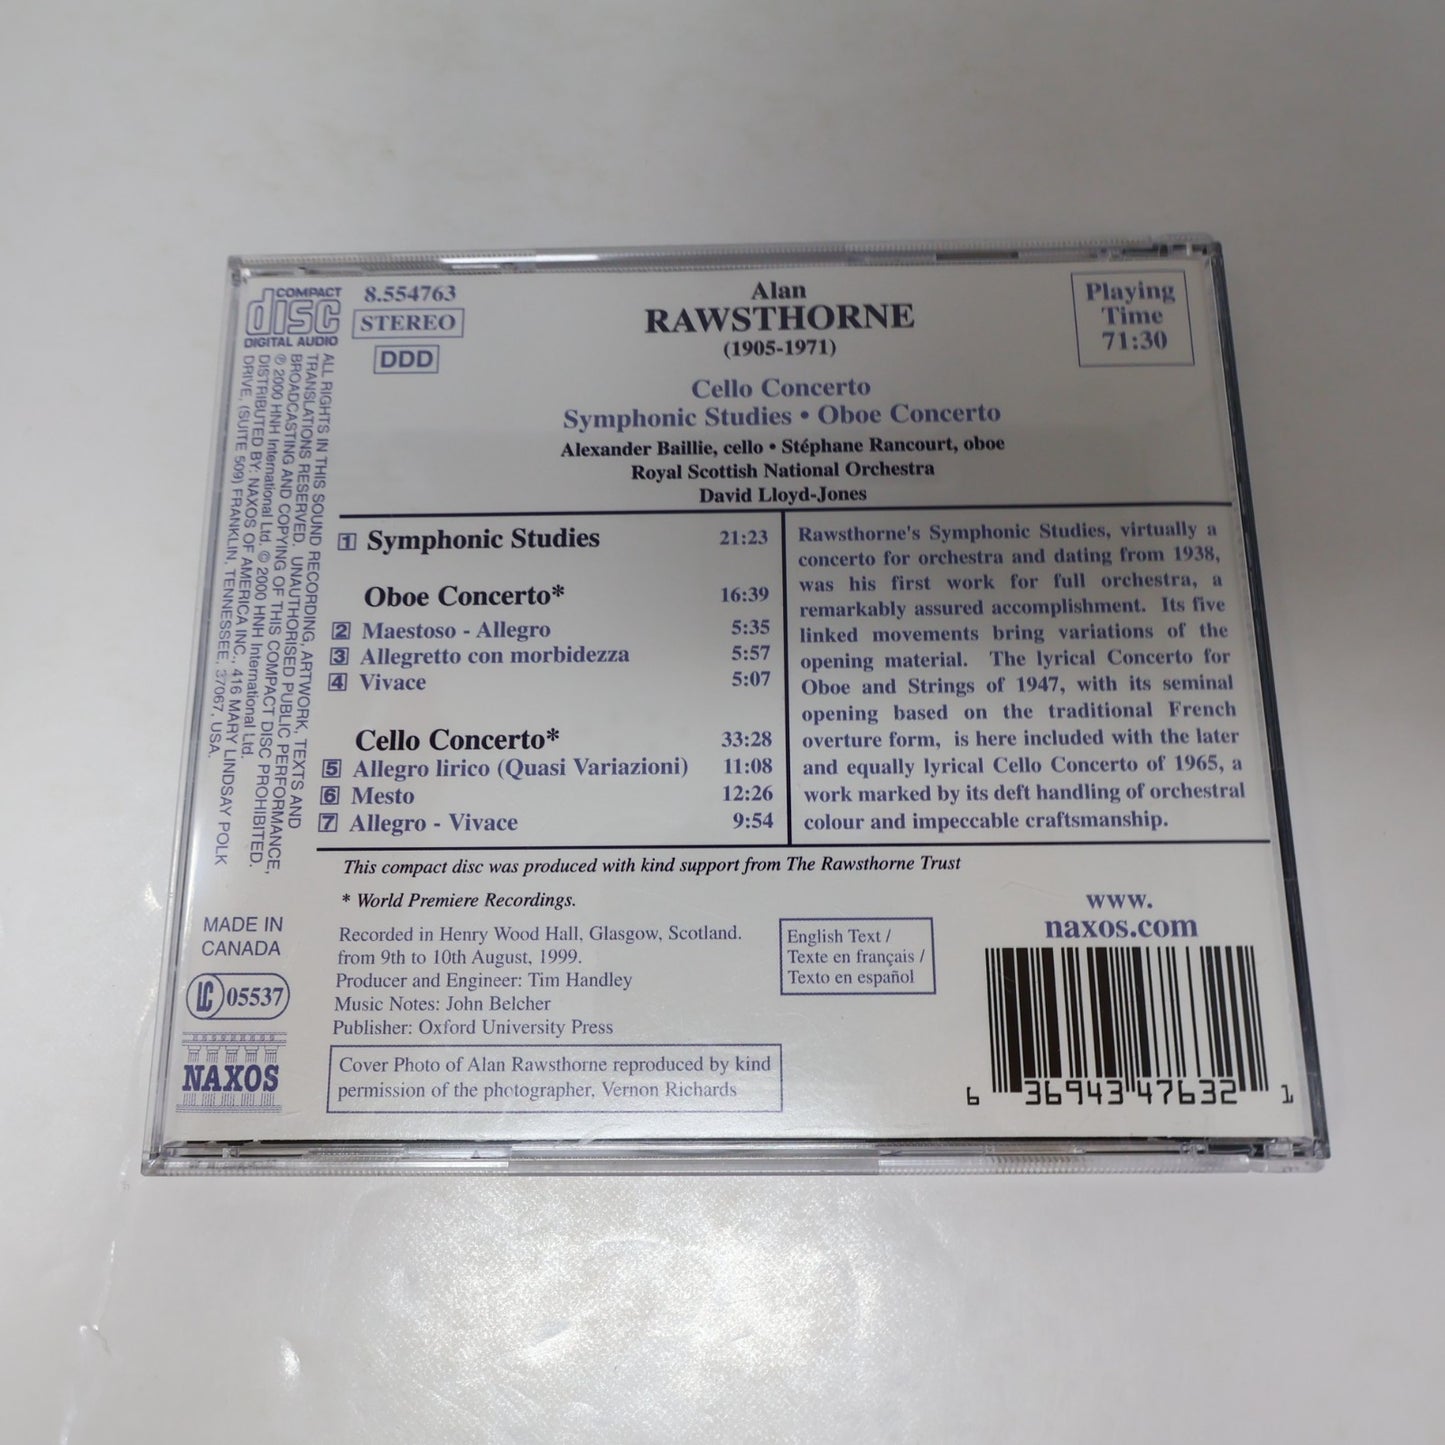 COMPACT
disc
DIGITAL AUDIO
8.554763
STEREO
DDD
Alan
RAWSTHORNE
(1905-1971)
Playing
Time
71:30
Cello Concerto
Symphonic Studies • Oboe Concerto
Alexander Baillie, cello • Stéphane Rancourt, oboe
Royal Scottish National Orchestra
David Lloyd-Jones
1 Symphonic Studies 21:23
Oboe Concerto* 16:39
2 Maestoso - Allegro 5:35
3 Allegretto con morbidezza 5:57
4 Vivace 5:07
Cello Concerto* 33:28
5 Allegro lirico (Quasi Variazioni) 11:08
6 Mesto 12:26
7 Allegro - Vivace 9:54
Rawsthorne's Symphonic Studies, virtually a
concerto for orchestra and dating from 1938,
was his first work for full orchestra, a
remarkably assured accomplishment. Its five
linked movements bring variations of the
opening material. The lyrical Concerto for
Oboe and Strings of 1947, with its seminal
opening based on the traditional French
overture form, is here included with the later
and equally lyrical Cello Concerto of 1965, a
work marked by its deft handling of orchestral
colour and impeccable craftsmanship.
This compact disc was produced with kind support from The Rawsthorne Trust
* World Premiere Recordings.
Recorded in Henry Wood Hall, Glasgow, Scotland.
from 9th to 10th August, 1999.
Producer and Engineer: Tim Handley
Music Notes: John Belcher
Publisher: Oxford University Press
Cover Photo of Alan Rawsthorne reproduced by kind
permission of the photographer, Vernon Richards
English Text /
Texte en français /
Texto en español
www.
naxos.com
6 36943 47632 1
ALL RIGHTS IN THIS SOUND RECORDING, ARTWORK, TEXTS AND
TRANSLATIONS RESERVED. UNAUTHORISED PUBLIC PERFORMANCE,
BROADCASTING AND COPYING OF THIS COMPACT DISC PROHIBITED.
℗ 2000 HNH International Ltd. © 2000 HNH International Ltd.
DISTRIBUTED BY: NAXOS OF AMERICA INC., 416 MARY LINDSAY POLK
DRIVE, (SUITE 509) FRANKLIN, TENNESSEE, 37067, USA.
MADE IN
CANADA
LC 05537
NAXOS